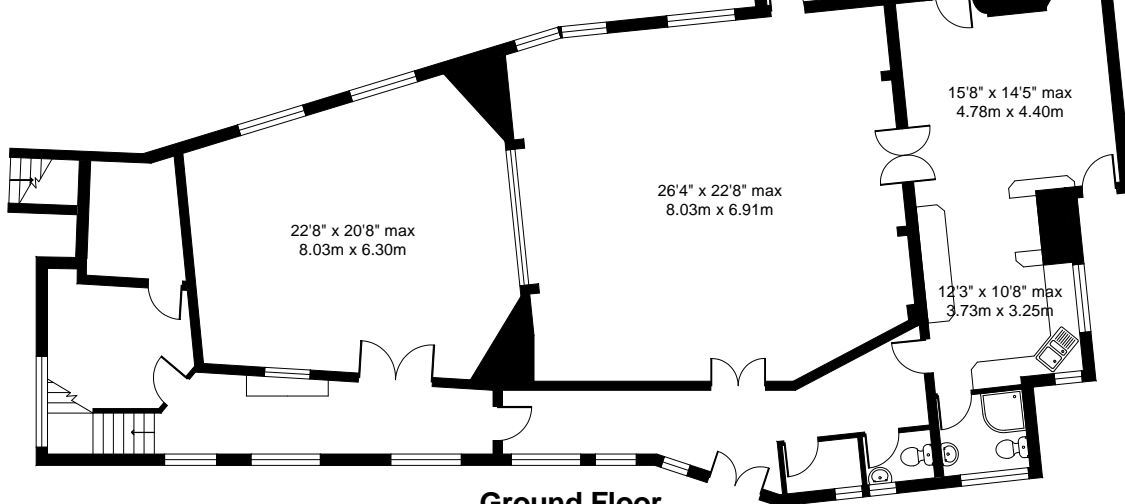 15'8" x 14'5" max
4.78m x 4.40m
26'4" x 22'8" max
8.03m x 6.91m
22'8" x 20'8" max
8.03m x 6.30m
12'3" x 10'8" max
3.73m x 3.25m
Ground Floor